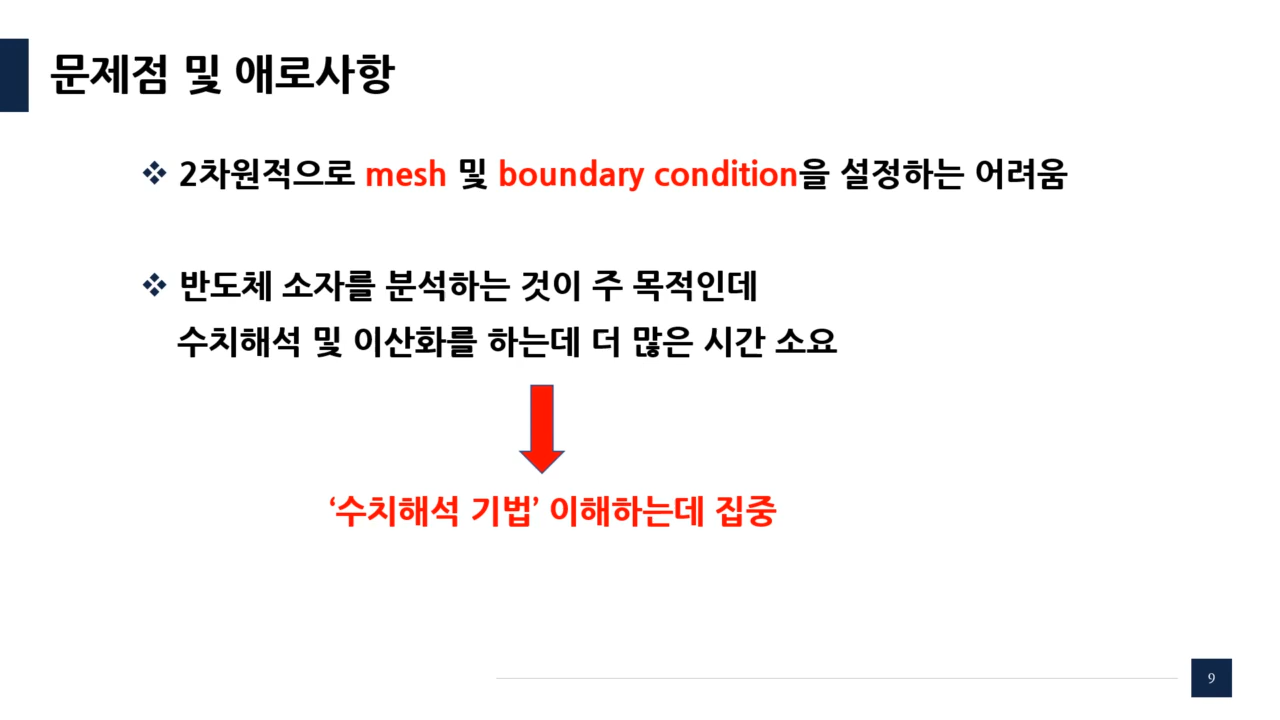 문제점 및 애로사항
❖ 2차원적으로 mesh 및 boundary condition을 설정하는 어려움
❖ 반도체 소자를 분석하는 것이 주 목적인데
수치해석 및 이산화를 하는데 더 많은 시간 소요
‘수치해석 기법’ 이해하는데 집중
9